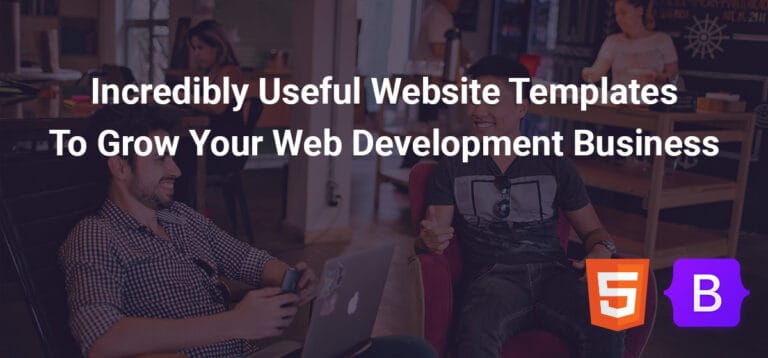 Incredibly Useful Website Templates
To Grow Your Web Development Business
5 B